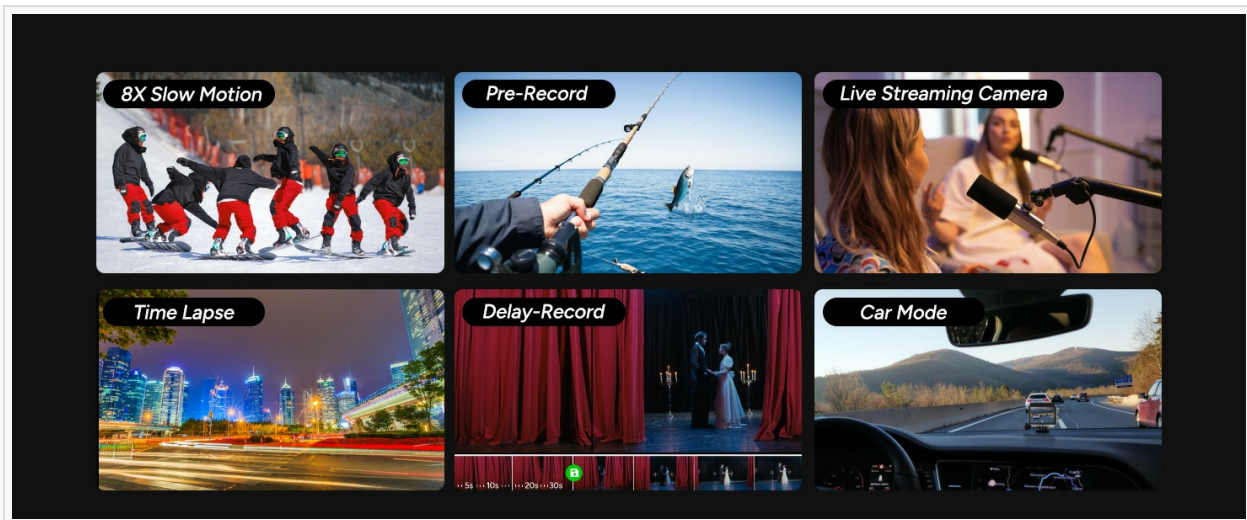 8X Slow Motion
Pre-Record
Live Streaming Camera
Time Lapse
Delay-Record
Car Mode
5s 10s 20s 30s